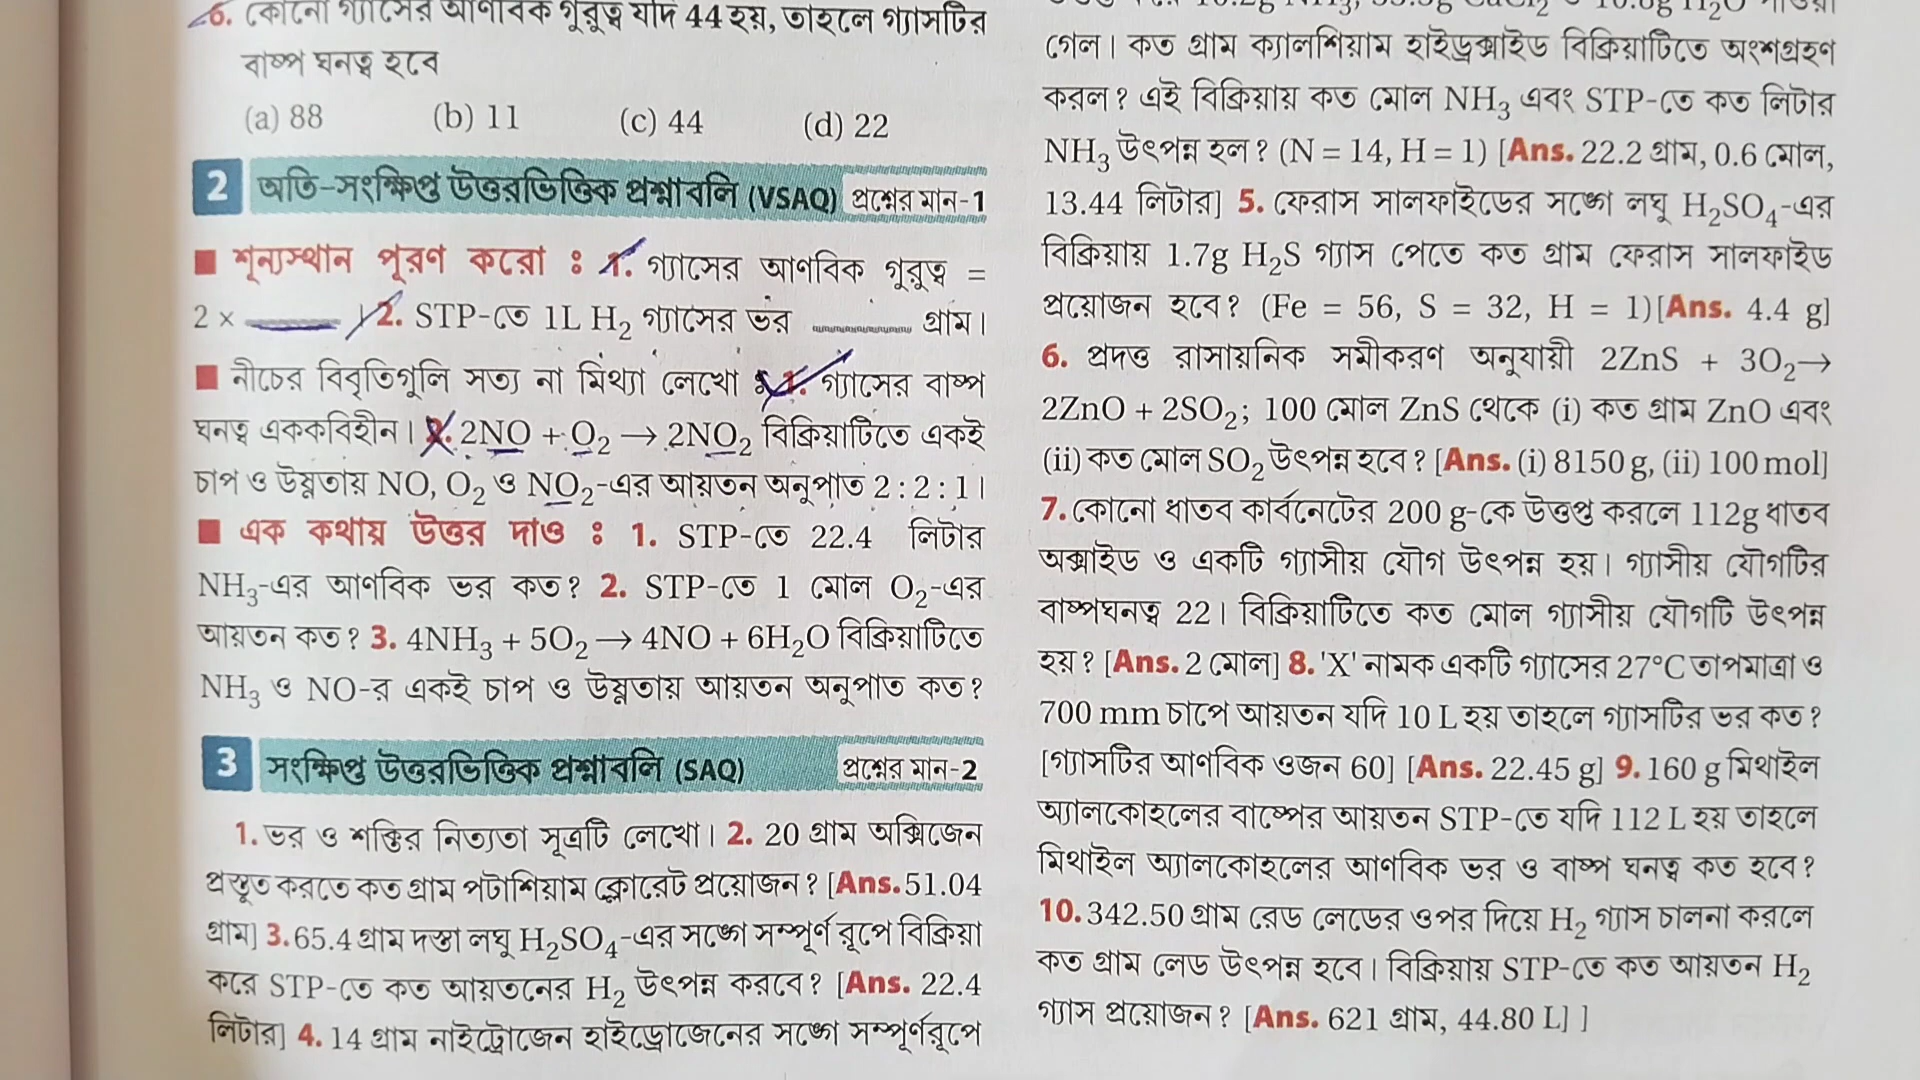 6. কোনো গ্যাসের আণবিক গুরুত্ব যদি 44 হয়, তাহলে গ্যাসটির
বাষ্প ঘনত্ব হবে
(a) 88 (b) 11 (c) 44 (d) 22
2 অতি-সংক্ষিপ্ত উত্তরভিত্তিক প্রশ্নাবলি (VSAQ) প্রশ্নের মান-1
■ শূন্যস্থান পূরণ করো : 1. গ্যাসের আণবিক গুরুত্ব =
2 × ______ । 2. STP-তে 1L H₂ গ্যাসের ভর ............ গ্রাম।
■ নীচের বিবৃতিগুলি সত্য না মিথ্যা লেখো : 1. গ্যাসের বাষ্প
ঘনত্ব এককবিহীন। 2. 2NO + O₂ → 2NO₂ বিক্রিয়াটিতে একই
চাপ ও উষ্ণতায় NO, O₂ ও NO₂-এর আয়তন অনুপাত 2 : 2 : 1।
■ এক কথায় উত্তর দাও : 1. STP-তে 22.4 লিটার
NH₃-এর আণবিক ভর কত? 2. STP-তে 1 মোল O₂-এর
আয়তন কত? 3. 4NH₃ + 5O₂ → 4NO + 6H₂O বিক্রিয়াটিতে
NH₃ ও NO-র একই চাপ ও উষ্ণতায় আয়তন অনুপাত কত?
3 সংক্ষিপ্ত উত্তরভিত্তিক প্রশ্নাবলি (SAQ) প্রশ্নের মান-2
1. ভর ও শক্তির নিত্যতা সূত্রটি লেখো। 2. 20 গ্রাম অক্সিজেন
প্রস্তুত করতে কত গ্রাম পটাশিয়াম ক্লোরেট প্রয়োজন? [Ans. 51.04
গ্রাম] 3. 65.4 গ্রাম দস্তা লঘু H₂SO₄-এর সঙ্গে সম্পূর্ণ রূপে বিক্রিয়া
করে STP-তে কত আয়তনের H₂ উৎপন্ন করবে? [Ans. 22.4
লিটার] 4. 14 গ্রাম নাইট্রোজেন হাইড্রোজেনের সঙ্গে সম্পূর্ণরূপে
গেল। কত গ্রাম ক্যালশিয়াম হাইড্রক্সাইড বিক্রিয়াটিতে অংশগ্রহণ
করল? এই বিক্রিয়ায় কত মোল NH₃ এবং STP-তে কত লিটার
NH₃ উৎপন্ন হল? (N = 14, H = 1) [Ans. 22.2 গ্রাম, 0.6 মোল,
13.44 লিটার] 5. ফেরাস সালফাইডের সঙ্গে লঘু H₂SO₄-এর
বিক্রিয়ায় 1.7g H₂S গ্যাস পেতে কত গ্রাম ফেরাস সালফাইড
প্রয়োজন হবে? (Fe = 56, S = 32, H = 1)[Ans. 4.4 g]
6. প্রদত্ত রাসায়নিক সমীকরণ অনুযায়ী 2ZnS + 3O₂→
2ZnO + 2SO₂; 100 মোল ZnS থেকে (i) কত গ্রাম ZnO এবং
(ii) কত মোল SO₂ উৎপন্ন হবে? [Ans. (i) 8150 g, (ii) 100 mol]
7. কোনো ধাতব কার্বনেটের 200 g-কে উত্তপ্ত করলে 112g ধাতব
অক্সাইড ও একটি গ্যাসীয় যৌগ উৎপন্ন হয়। গ্যাসীয় যৌগটির
বাষ্পঘনত্ব 22। বিক্রিয়াটিতে কত মোল গ্যাসীয় যৌগটি উৎপন্ন
হয়? [Ans. 2 মোল] 8. 'X' নামক একটি গ্যাসের 27°C তাপমাত্রা ও
700 mm চাপে আয়তন যদি 10 L হয় তাহলে গ্যাসটির ভর কত?
[গ্যাসটির আণবিক ওজন 60] [Ans. 22.45 g] 9. 160 g মিথাইল
অ্যালকোহলের বাষ্পের আয়তন STP-তে যদি 112 L হয় তাহলে
মিথাইল অ্যালকোহলের আণবিক ভর ও বাষ্প ঘনত্ব কত হবে?
10. 342.50 গ্রাম রেড লেডের ওপর দিয়ে H₂ গ্যাস চালনা করলে
কত গ্রাম লেড উৎপন্ন হবে। বিক্রিয়ায় STP-তে কত আয়তন H₂
গ্যাস প্রয়োজন? [Ans. 621 গ্রাম, 44.80 L] ]